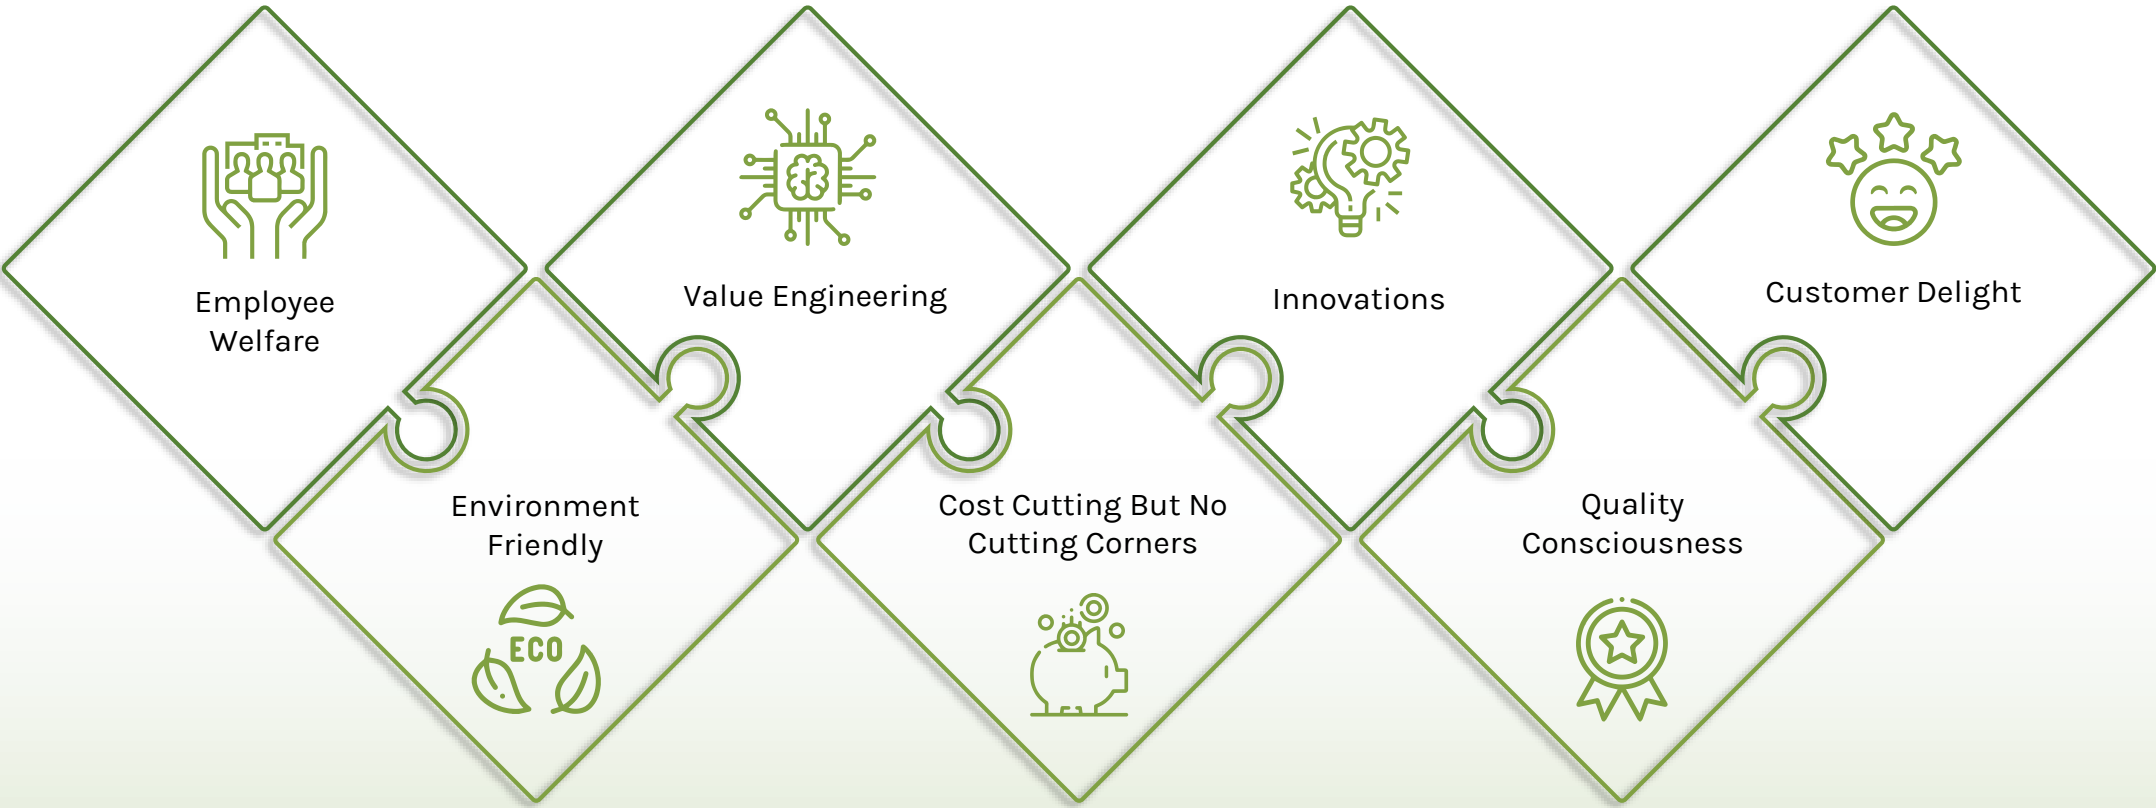 Employee
Welfare
Value Engineering
Innovations
Customer Delight
Environment
Friendly
ECO
Cost Cutting But No
Cutting Corners
Quality
Consciousness